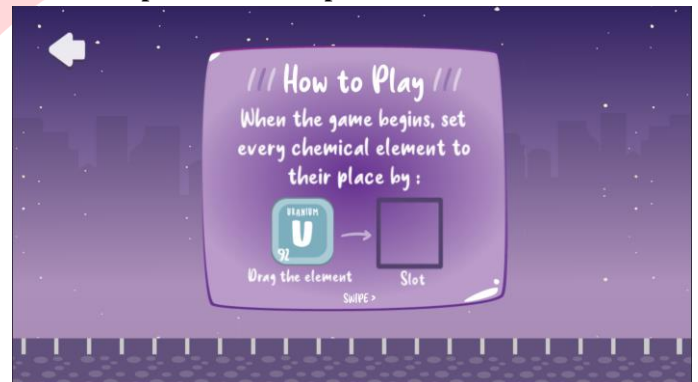 /// How to Play ///
When the game begins, set
every chemical element to
their place by :
URANIUM
U
92
Drag the element
Slot
SWIPE >